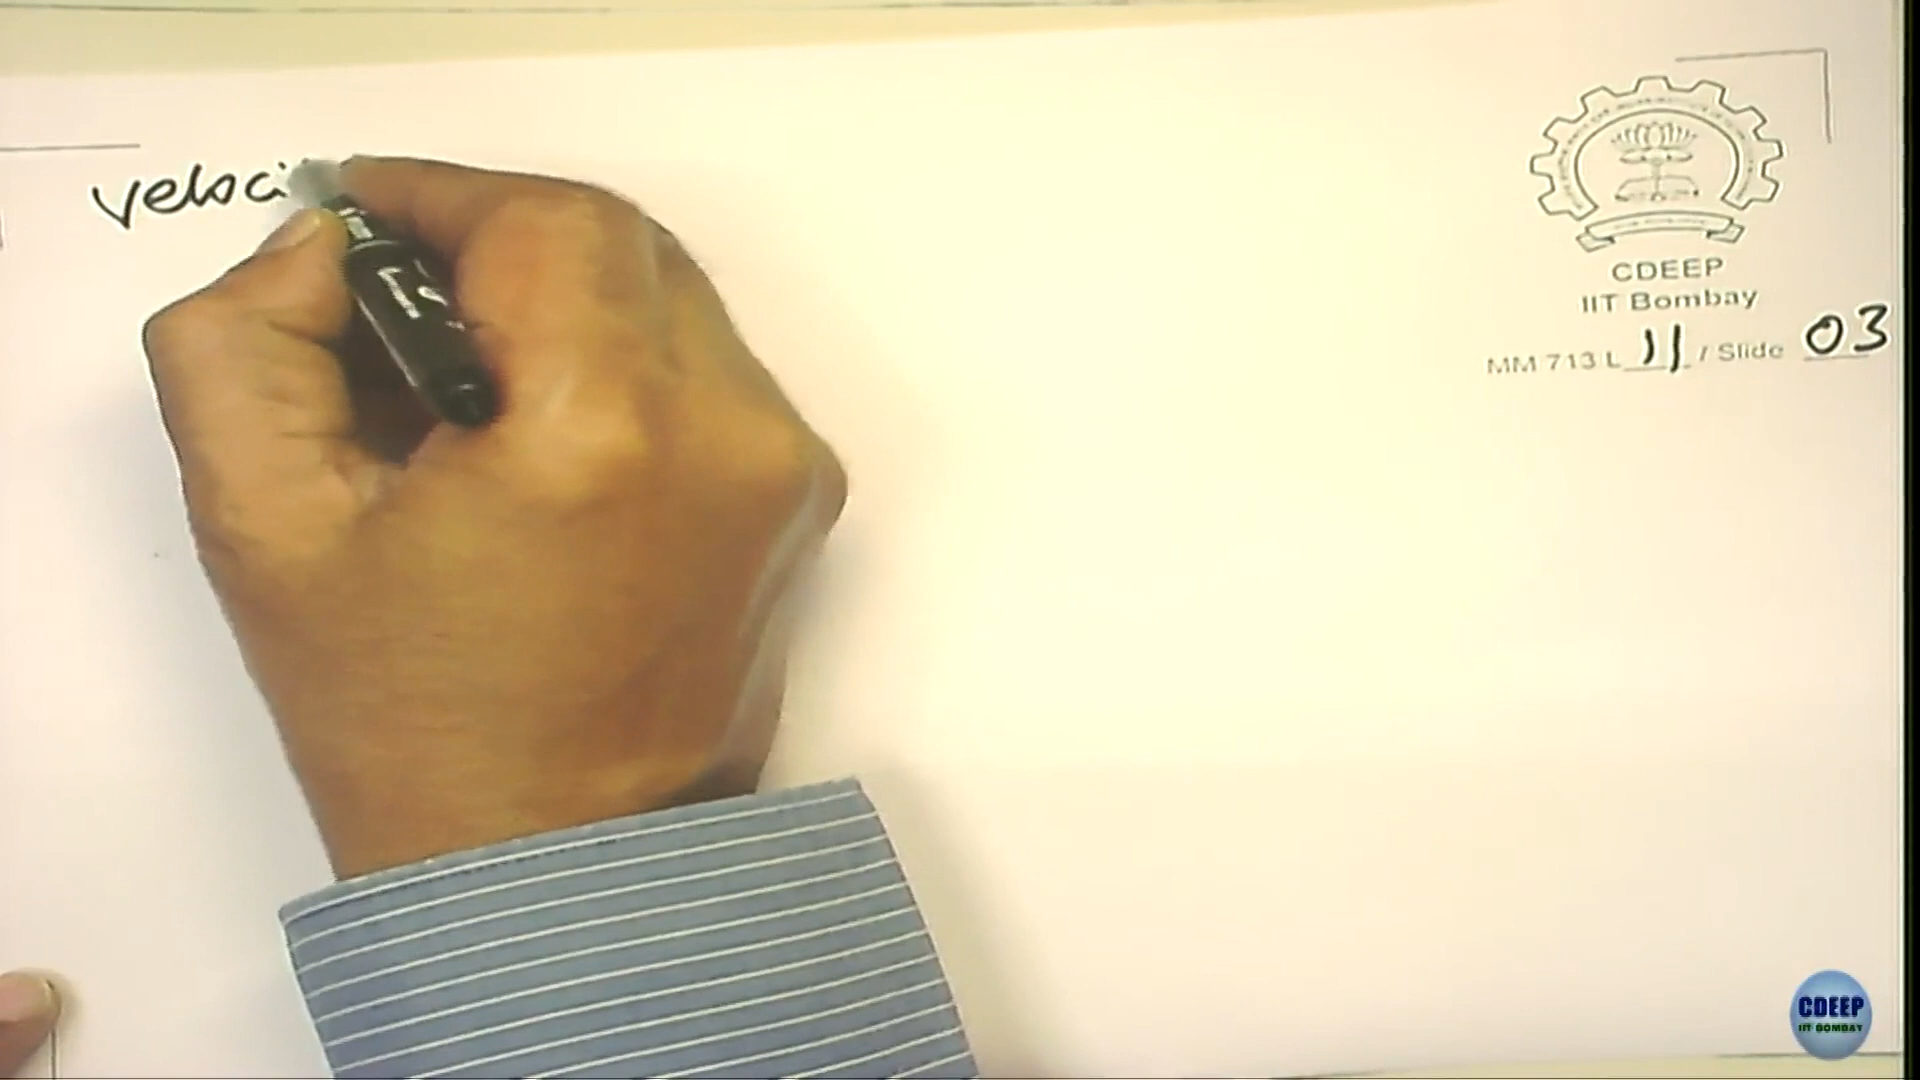 veloci
CDEEP
IIT Bombay
MM 713 L 11 / Slide 03
CDEEP
IIT BOMBAY